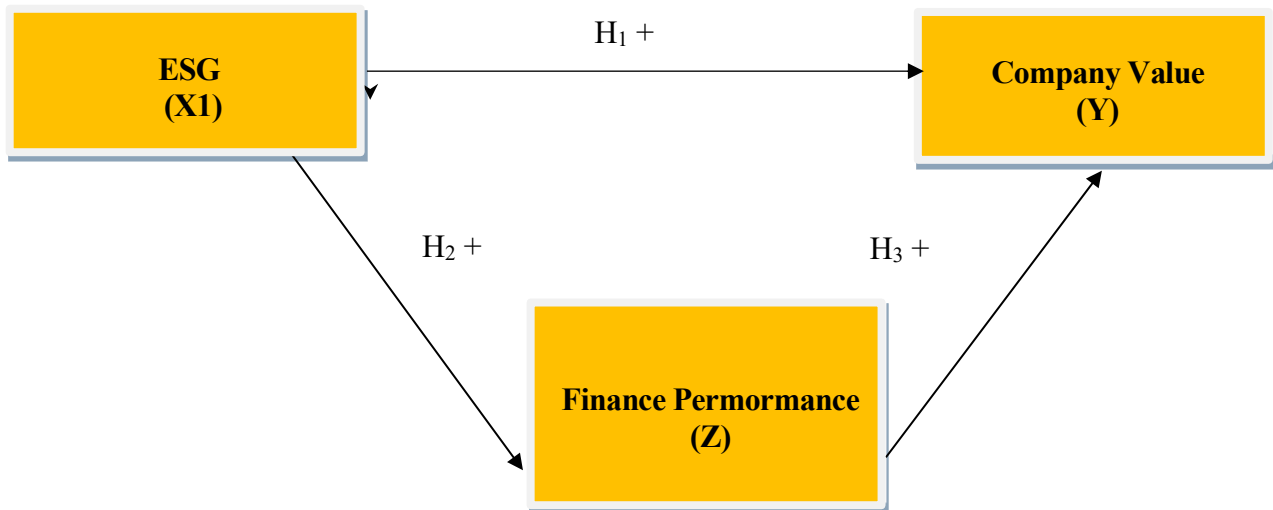 H₁ +
ESG
(X1)
Company Value
(Y)
H₂ +
H₃ +
Finance Permormance
(Z)